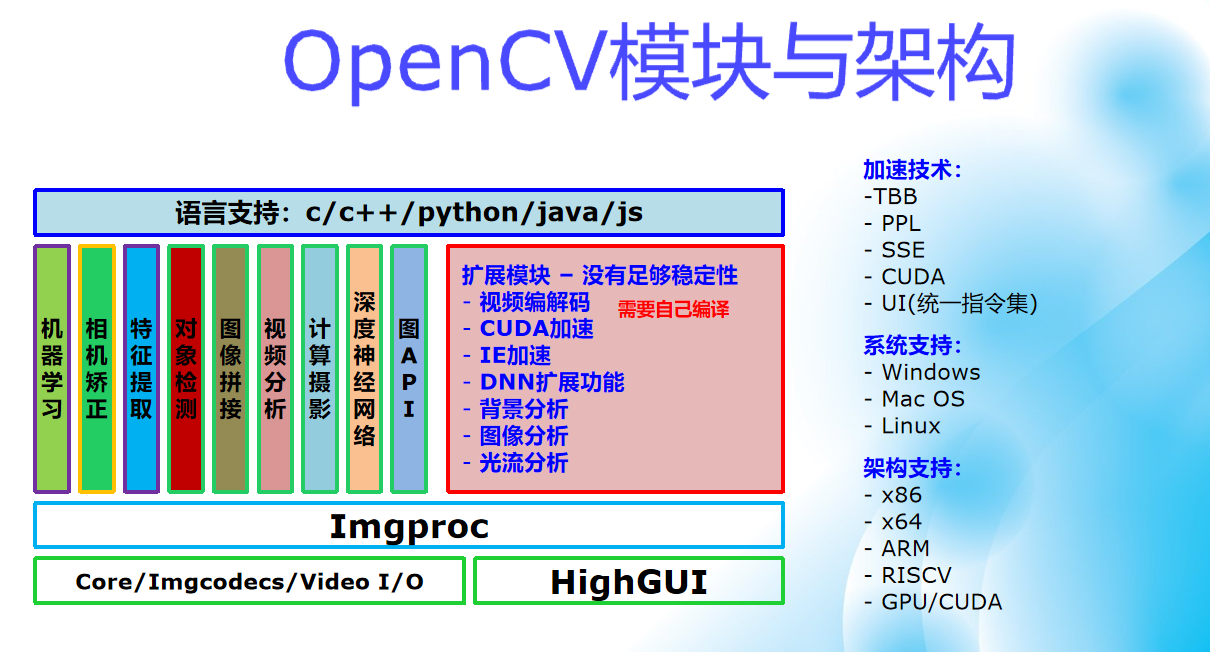 OpenCV模块与架构
语言支持：c/c++/python/java/js
机器学习
相机矫正
特征提取
对象检测
图像拼接
视频分析
计算摄影
深度神经网络
图API
扩展模块 – 没有足够稳定性
- 视频编解码
需要自己编译
- CUDA加速
- IE加速
- DNN扩展功能
- 背景分析
- 图像分析
- 光流分析
Imgproc
Core/Imgcodecs/Video I/O
HighGUI
加速技术：
-TBB
- PPL
- SSE
- CUDA
- UI(统一指令集)
系统支持：
- Windows
- Mac OS
- Linux
架构支持：
- x86
- x64
- ARM
- RISCV
- GPU/CUDA